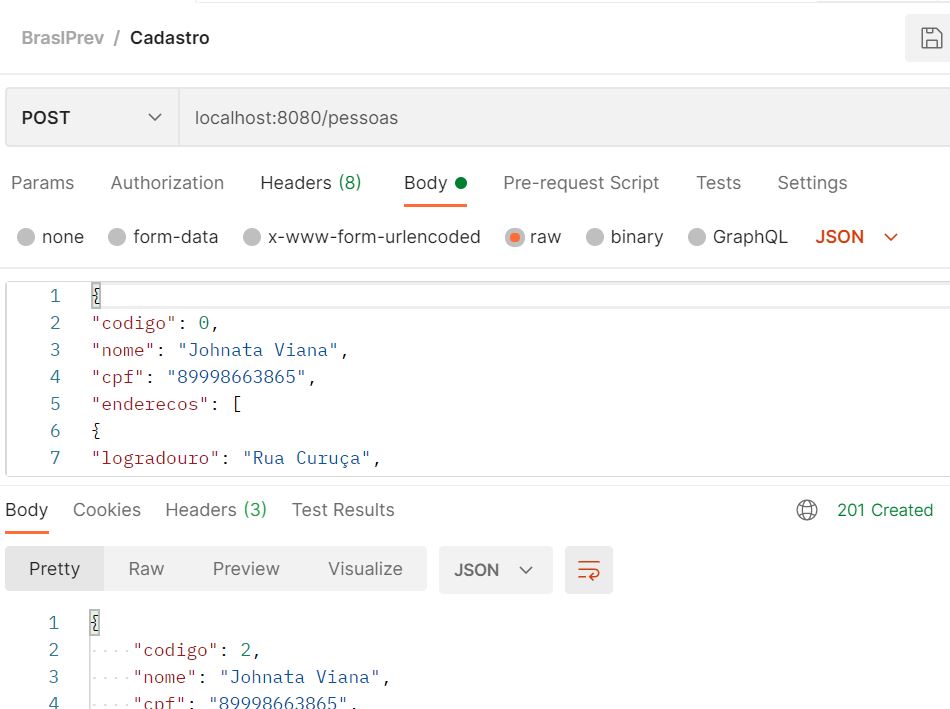 BraslPrev / Cadastro
POST localhost:8080/pessoas
Params Authorization Headers (8) Body Pre-request Script Tests Settings
none form-data x-www-form-urlencoded raw binary GraphQL JSON
1 {
2 "codigo": 0,
3 "nome": "Johnata Viana",
4 "cpf": "89998663865",
5 "enderecos": [
6 {
7 "logradouro": "Rua Curuça",
Body Cookies Headers (3) Test Results 201 Created
Pretty Raw Preview Visualize JSON
1 {
2 "codigo": 2,
3 "nome": "Johnata Viana",
4 "cpf": "89998663865",